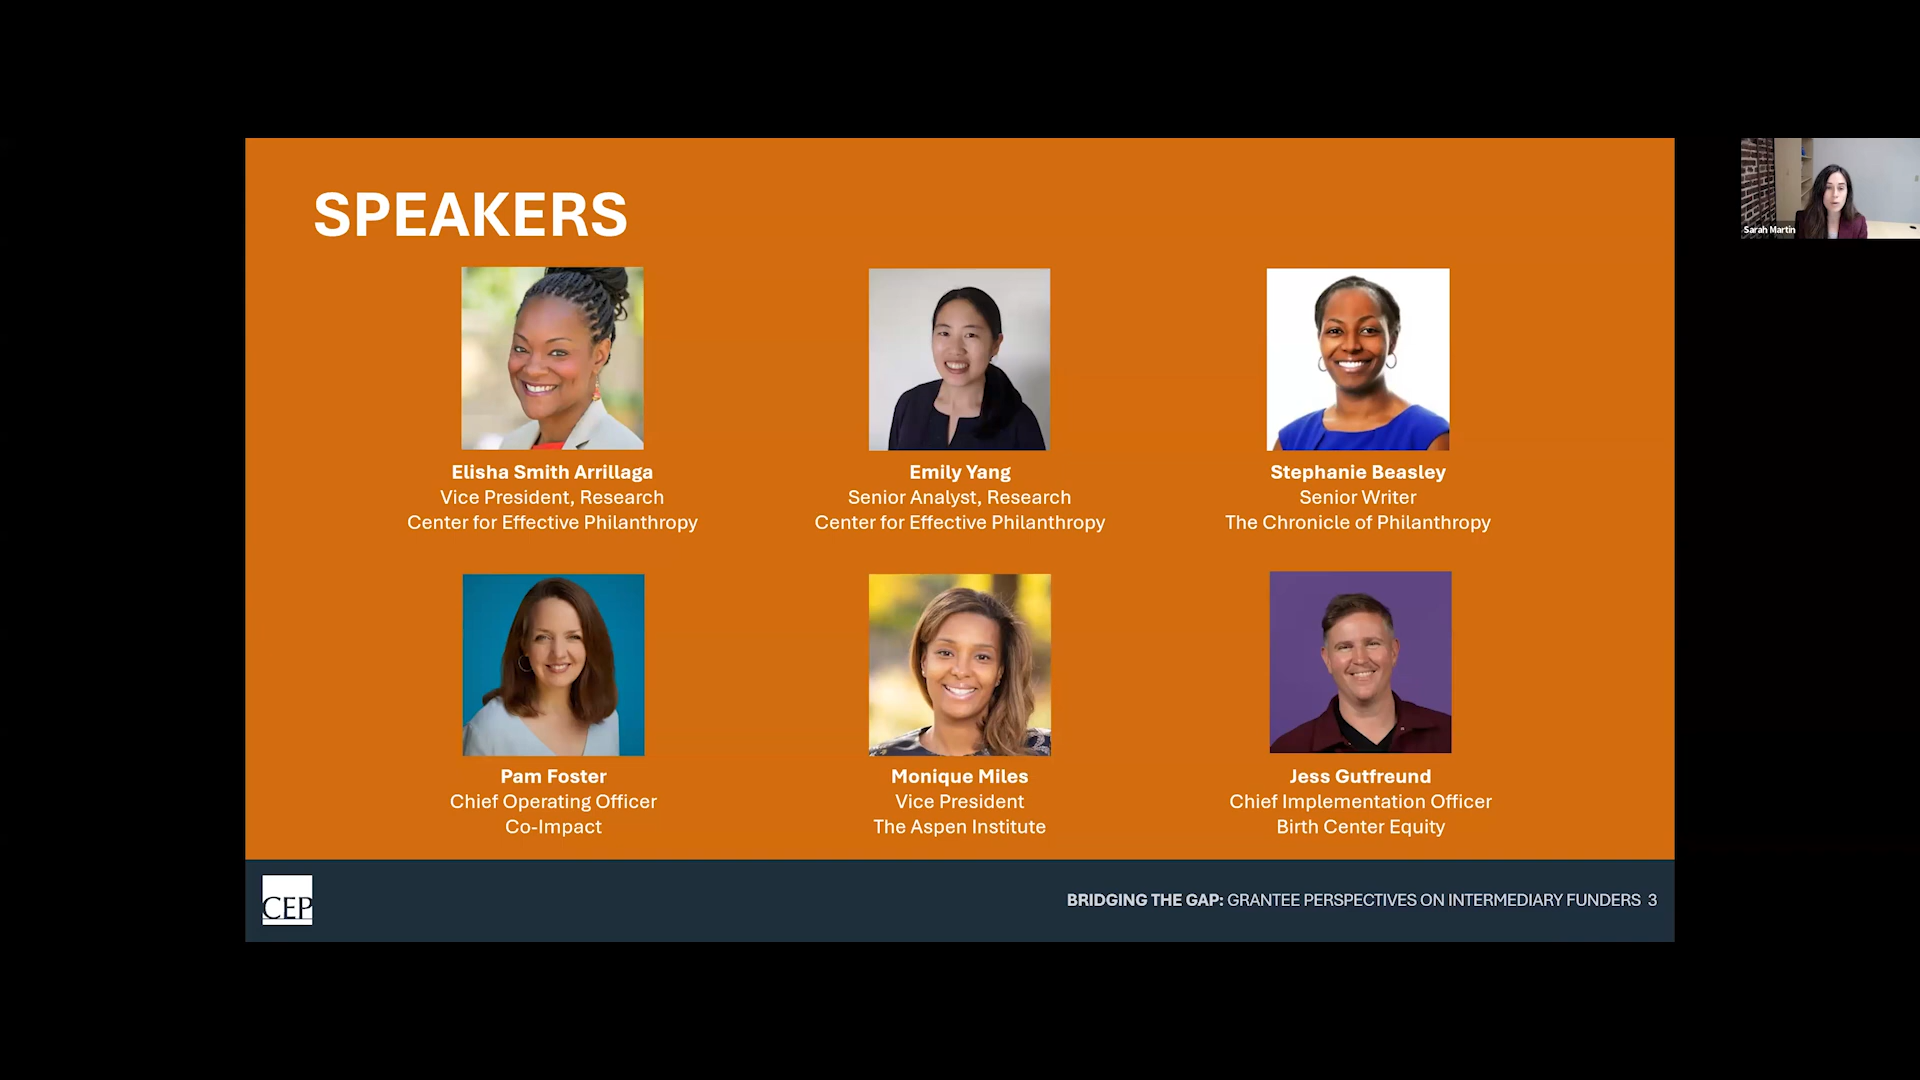 SPEAKERS
Elisha Smith Arrillaga
Vice President, Research
Center for Effective Philanthropy
Emily Yang
Senior Analyst, Research
Center for Effective Philanthropy
Stephanie Beasley
Senior Writer
The Chronicle of Philanthropy
Pam Foster
Chief Operating Officer
Co-Impact
Monique Miles
Vice President
The Aspen Institute
Jess Gutfreund
Chief Implementation Officer
Birth Center Equity
CEP
BRIDGING THE GAP: GRANTEE PERSPECTIVES ON INTERMEDIARY FUNDERS 3
Sarah Martin